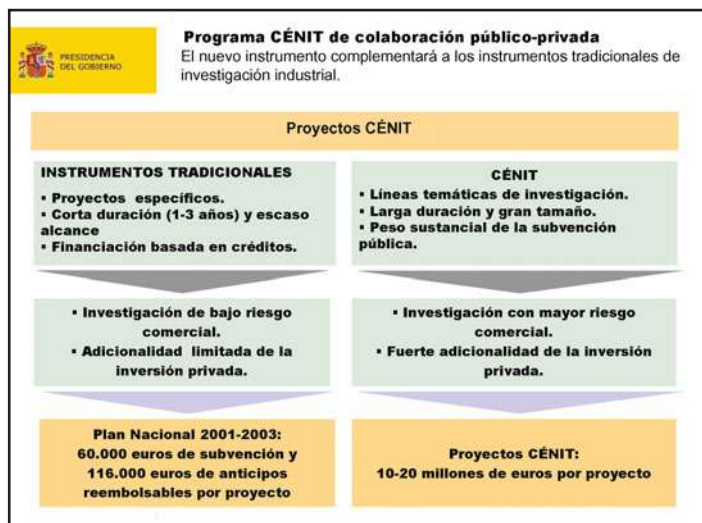 PRESIDENCIA
DEL GOBIERNO
Programa CÉNIT de colaboración público-privada
El nuevo instrumento complementará a los instrumentos tradicionales de
investigación industrial.
Proyectos CÉNIT
INSTRUMENTOS TRADICIONALES
▪ Proyectos específicos.
▪ Corta duración (1-3 años) y escaso
alcance
▪ Financiación basada en créditos.
CÉNIT
▪ Líneas temáticas de investigación.
▪ Larga duración y gran tamaño.
▪ Peso sustancial de la subvención
pública.
▪ Investigación de bajo riesgo
comercial.
▪ Adicionalidad limitada de la
inversión privada.
▪ Investigación con mayor riesgo
comercial.
▪ Fuerte adicionalidad de la inversión
privada.
Plan Nacional 2001-2003:
60.000 euros de subvención y
116.000 euros de anticipos
reembolsables por proyecto
Proyectos CÉNIT:
10-20 millones de euros por proyecto